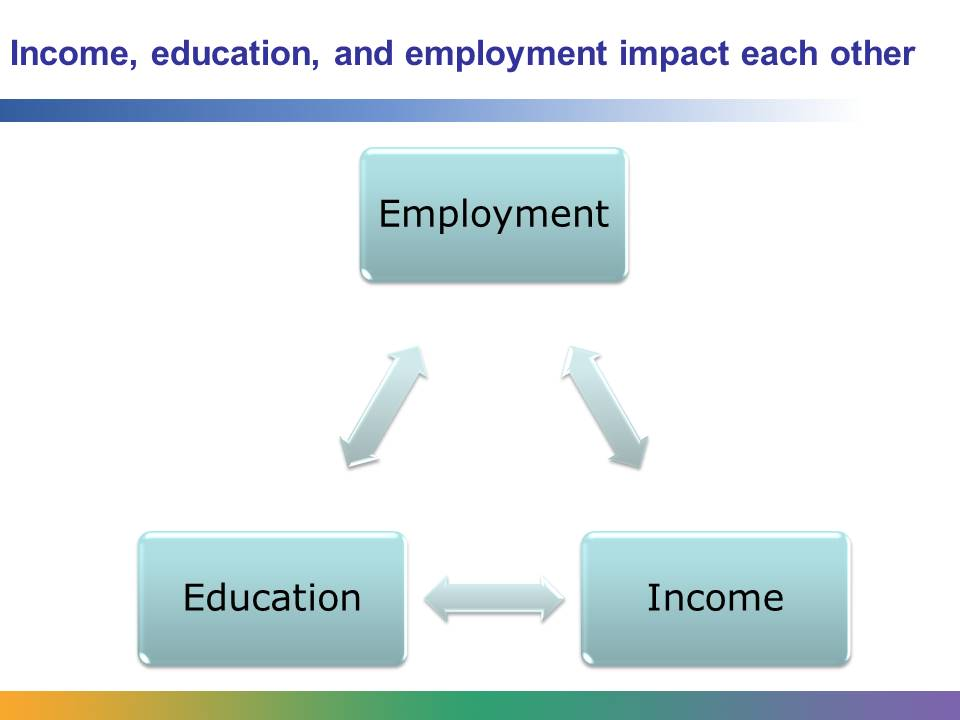 Income, education, and employment impact each other
Employment
Education
Income